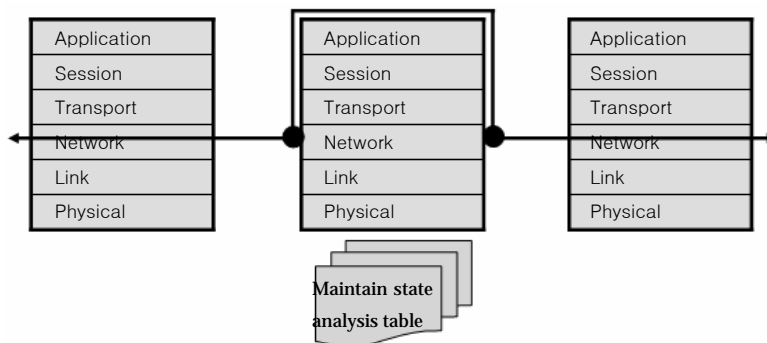 Application
Session
Transport
Network
Link
Physical
Application
Session
Transport
Network
Link
Physical
Application
Session
Transport
Network
Link
Physical
Maintain state
analysis table